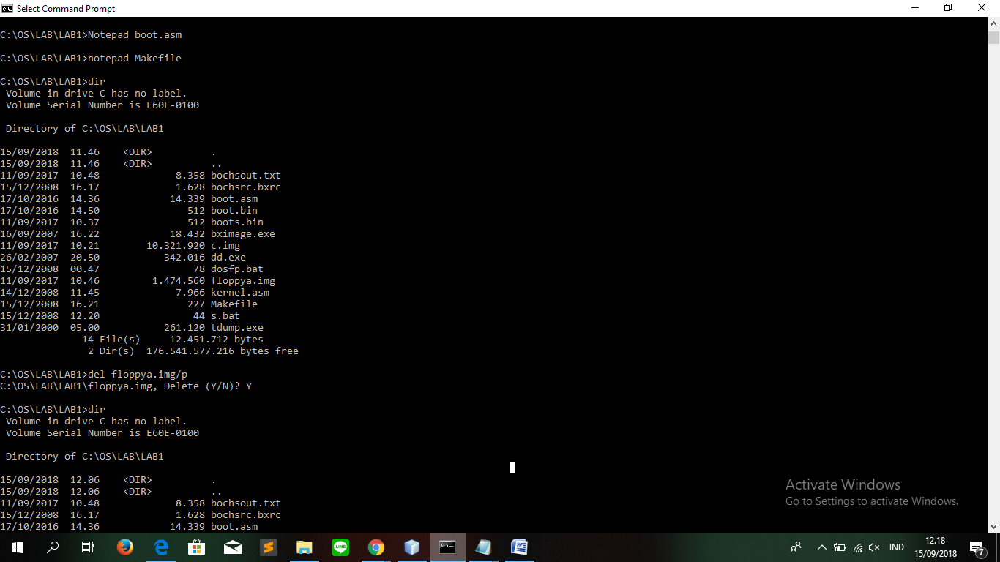 Select Command Prompt
C:\OS\LAB\LAB1>Notepad boot.asm
C:\OS\LAB\LAB1>notepad Makefile
C:\OS\LAB\LAB1>dir
Volume in drive C has no label.
Volume Serial Number is E60E-0100
Directory of C:\OS\LAB\LAB1
15/09/2018  11.46    <DIR>          .
15/09/2018  11.46    <DIR>          ..
11/09/2017  10.48             8.358 bochsout.txt
15/12/2008  16.17             1.628 bochsrc.bxrc
17/10/2016  14.36            14.339 boot.asm
17/10/2016  14.50               512 boot.bin
11/09/2017  10.37               512 boots.bin
16/09/2007  16.22            18.432 bximage.exe
11/09/2017  10.21        10.321.920 c.img
26/02/2007  20.50           342.016 dd.exe
15/12/2008  00.47                78 dosfp.bat
11/09/2017  10.46         1.474.560 floppya.img
14/12/2008  11.45             7.966 kernel.asm
15/12/2008  16.21               227 Makefile
15/12/2008  12.20                44 s.bat
31/01/2000  05.00           261.120 tdump.exe
14 File(s)     12.451.712 bytes
2 Dir(s)  176.541.577.216 bytes free
C:\OS\LAB\LAB1>del floppya.img/p
C:\OS\LAB\LAB1\floppya.img, Delete (Y/N)? Y
C:\OS\LAB\LAB1>dir
Volume in drive C has no label.
Volume Serial Number is E60E-0100
Directory of C:\OS\LAB\LAB1
15/09/2018  12.06    <DIR>          .
15/09/2018  12.06    <DIR>          ..
11/09/2017  10.48             8.358 bochsout.txt
15/12/2008  16.17             1.628 bochsrc.bxrc
17/10/2016  14.36            14.339 boot.asm
Activate Windows
Go to Settings to activate Windows.
LINE
IND
12.18
15/09/2018
7